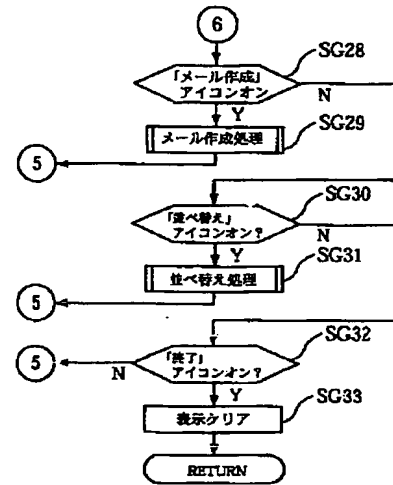 6
SG28
「メール作成」
アイコンオン
N
Y
SG29
メール作成処理
5
SG30
「並べ替え」
アイコンオン?
N
Y
SG31
並べ替え処理
5
SG32
「終了」
アイコンオン?
5
N
Y
SG33
表示クリア
RETURN